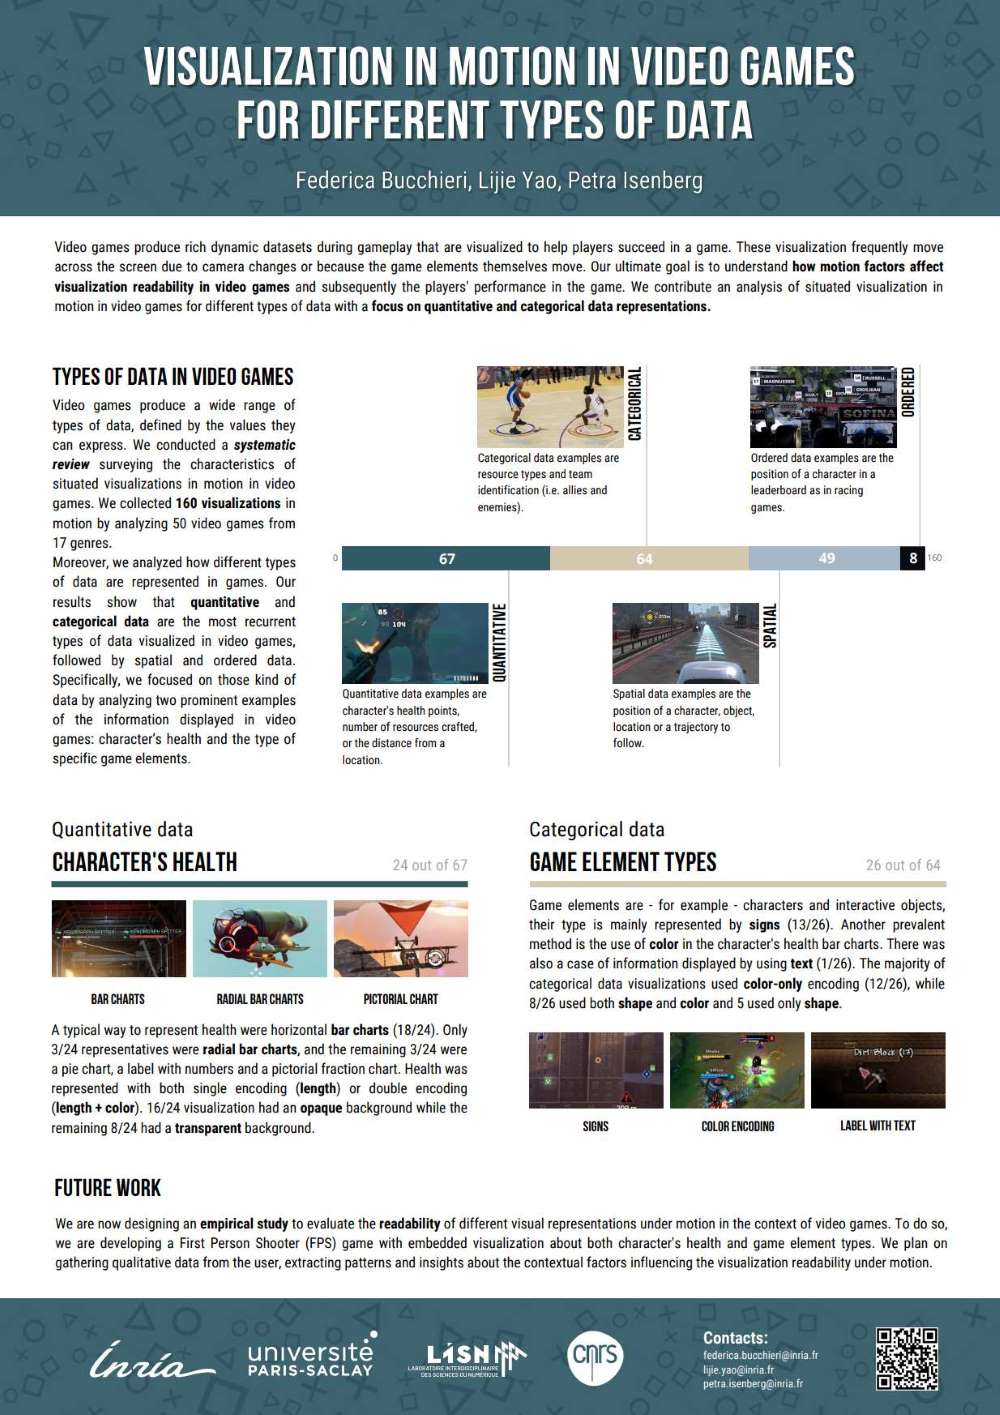 VISUALIZATION IN MOTION IN VIDEO GAMES
FOR DIFFERENT TYPES OF DATA
Federica Bucchieri, Lijie Yao, Petra Isenberg
Video games produce rich dynamic datasets during gameplay that are visualized to help players succeed in a game. These visualization frequently move
across the screen due to camera changes or because the game elements themselves move. Our ultimate goal is to understand how motion factors affect
visualization readability in video games and subsequently the players' performance in the game. We contribute an analysis of situated visualization in
motion in video games for different types of data with a focus on quantitative and categorical data representations.
TYPES OF DATA IN VIDEO GAMES
Video games produce a wide range of
types of data, defined by the values they
can express. We conducted a systematic
review surveying the characteristics of
situated visualizations in motion in video
games. We collected 160 visualizations in
motion by analyzing 50 video games from
17 genres.
Moreover, we analyzed how different types
of data are represented in games. Our
results show that quantitative and
categorical data are the most recurrent
types of data visualized in video games,
followed by spatial and ordered data.
Specifically, we focused on those kind of
data by analyzing two prominent examples
of the information displayed in video
games: character's health and the type of
specific game elements.
CATEGORICAL
Categorical data examples are
resource types and team
identification (i.e. allies and
enemies).
SOFINA
ORDERED
Ordered data examples are the
position of a character in a
leaderboard as in racing
games.
0
67
64
49
8
160
85
90 104
QUANTITATIVE
Quantitative data examples are
character's health points,
number of resources crafted,
or the distance from a
location.
SPATIAL
Spatial data examples are the
position of a character, object,
location or a trajectory to
follow.
Quantitative data
CHARACTER'S HEALTH
24 out of 67
BAR CHARTS
RADIAL BAR CHARTS
PICTORIAL CHART
A typical way to represent health were horizontal bar charts (18/24). Only
3/24 representatives were radial bar charts, and the remaining 3/24 were
a pie chart, a label with numbers and a pictorial fraction chart. Health was
represented with both single encoding (length) or double encoding
(length + color). 16/24 visualization had an opaque background while the
remaining 8/24 had a transparent background.
Categorical data
GAME ELEMENT TYPES
26 out of 64
Game elements are - for example - characters and interactive objects,
their type is mainly represented by signs (13/26). Another prevalent
method is the use of color in the character's health bar charts. There was
also a case of information displayed by using text (1/26). The majority of
categorical data visualizations used color-only encoding (12/26), while
8/26 used both shape and color and 5 used only shape.
Dirt Block (17)
SIGNS
COLOR ENCODING
LABEL WITH TEXT
FUTURE WORK
We are now designing an empirical study to evaluate the readability of different visual representations under motion in the context of video games. To do so,
we are developing a First Person Shooter (FPS) game with embedded visualization about both character's health and game element types. We plan on
gathering qualitative data from the user, extracting patterns and insights about the contextual factors influencing the visualization readability under motion.
Inria
université
PARIS-SACLAY
LISN
LABORATOIRE INTERDISCIPLINAIRE
DES SCIENCES DU NUMÉRIQUE
cnrs
Contacts:
federica.bucchieri@inria.fr
lijie.yao@inria.fr
petra.isenberg@inria.fr